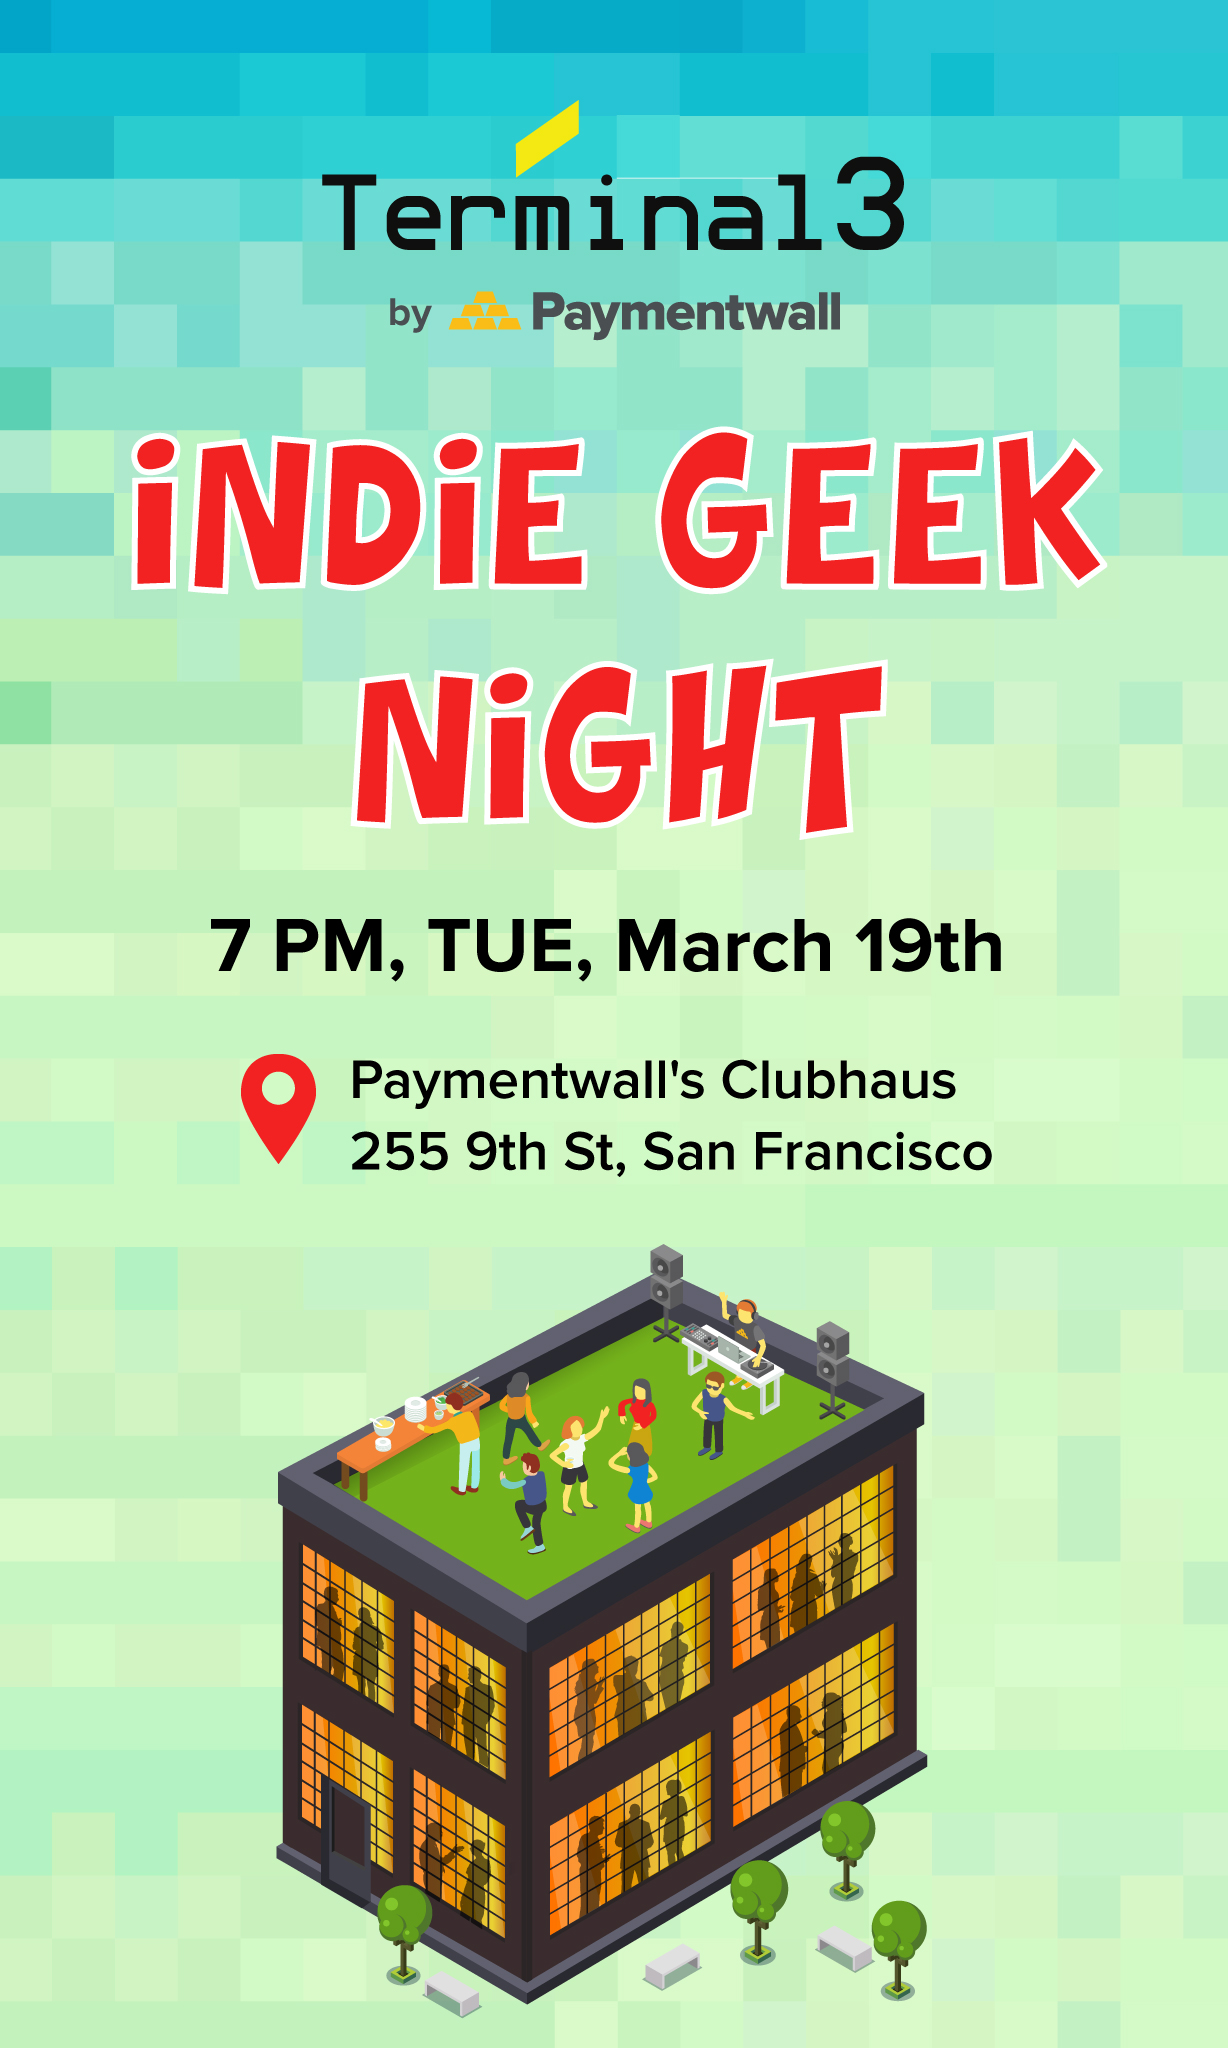 Terminal3
by Paymentwall
iNDiE GEEK
NiGHT
7 PM, TUE, March 19th
Paymentwall's Clubhaus
255 9th St, San Francisco